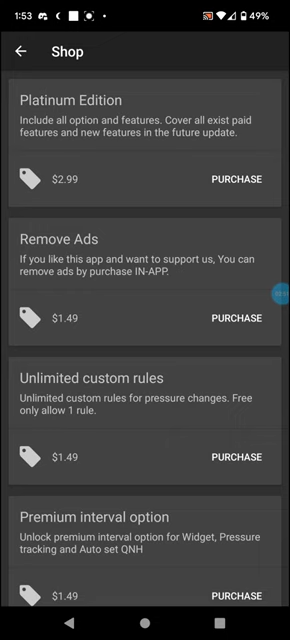 1:53
49%
Shop
Platinum Edition
Include all option and features. Cover all exist paid
features and new features in the future update.
$2.99
PURCHASE
Remove Ads
If you like this app and want to support us, You can
remove ads by purchase IN-APP.
$1.49
PURCHASE
Unlimited custom rules
Unlimited custom rules for pressure changes. Free
only allow 1 rule.
$1.49
PURCHASE
Premium interval option
Unlock premium interval option for Widget, Pressure
tracking and Auto set QNH
$1.49
PURCHASE